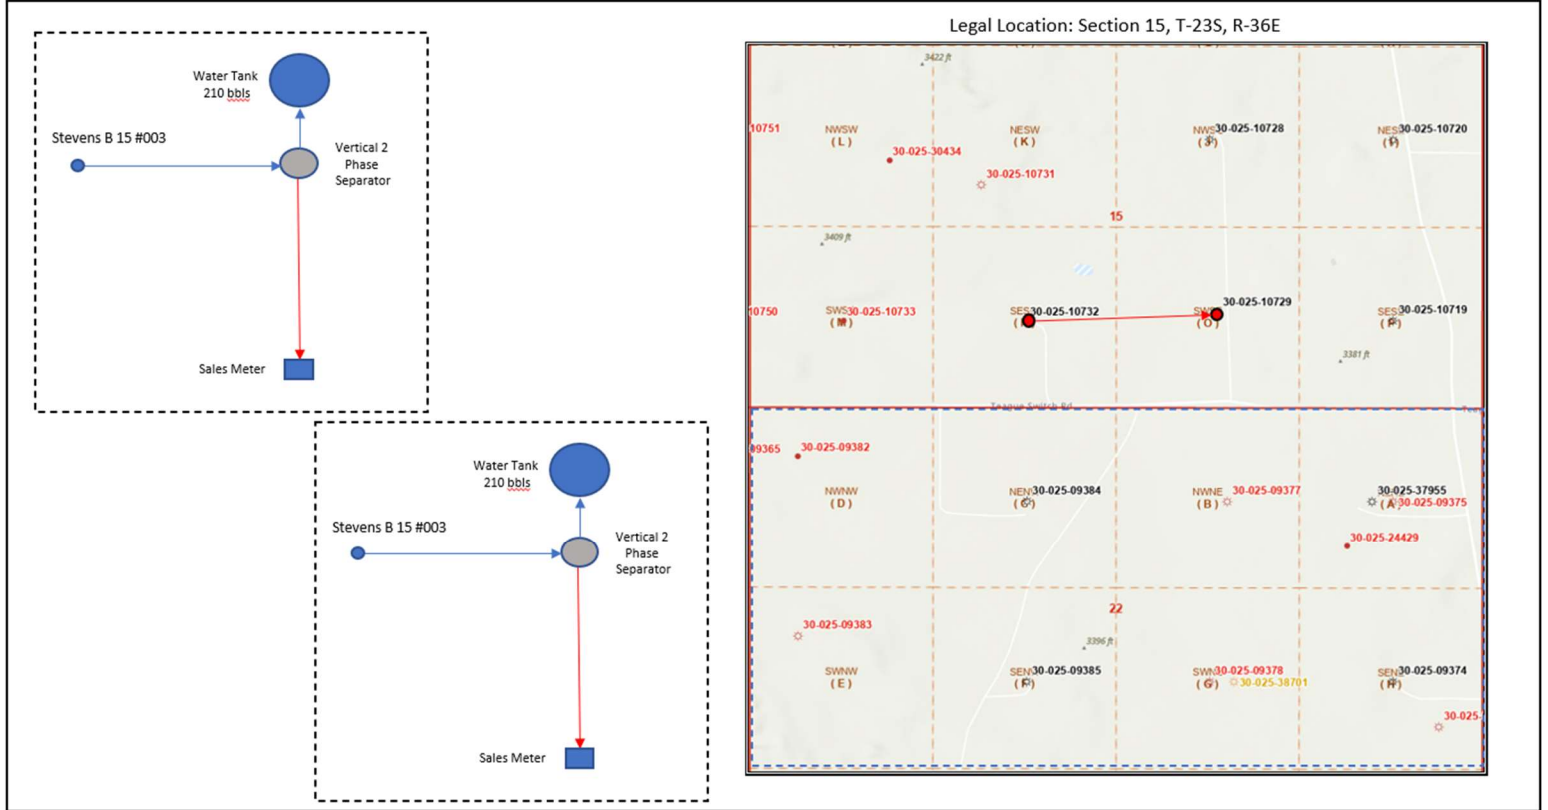 Legal Location: Section 15, T-23S, R-36E
Water Tank
210 bbls
Stevens B 15 #003
Vertical 2
Phase
Separator
Sales Meter
Water Tank
210 bbls
Stevens B 15 #003
Vertical 2
Phase
Separator
Sales Meter
3422 ft
10751
NWSW
(L)
NESW
(K)
30-025-10728
30-025-10720
30-025-30434
30-025-10731
15
3409 ft
10750
30-025-10733
(M)
30-025-10732
30-025-10729
(O)
30-025-10719
(P)
3381 ft
Teague Switch Rd
09365
30-025-09382
NWNW
(D)
30-025-09384
NWNE
(B)
30-025-09377
30-025-37955
(A)
30-025-09375
30-025-24429
22
30-025-09383
3396 ft
SWNW
(E)
30-025-09385
(F)
30-025-09378
(G)
30-025-38701
30-025-09374
(H)
30-025-